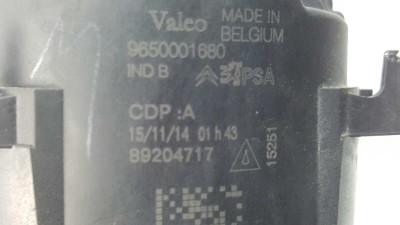 Valeo MADE IN
BELGIUM
9650001680
IND B PSA
CDP :A
15/11/14 01 h 43
89204717
15251